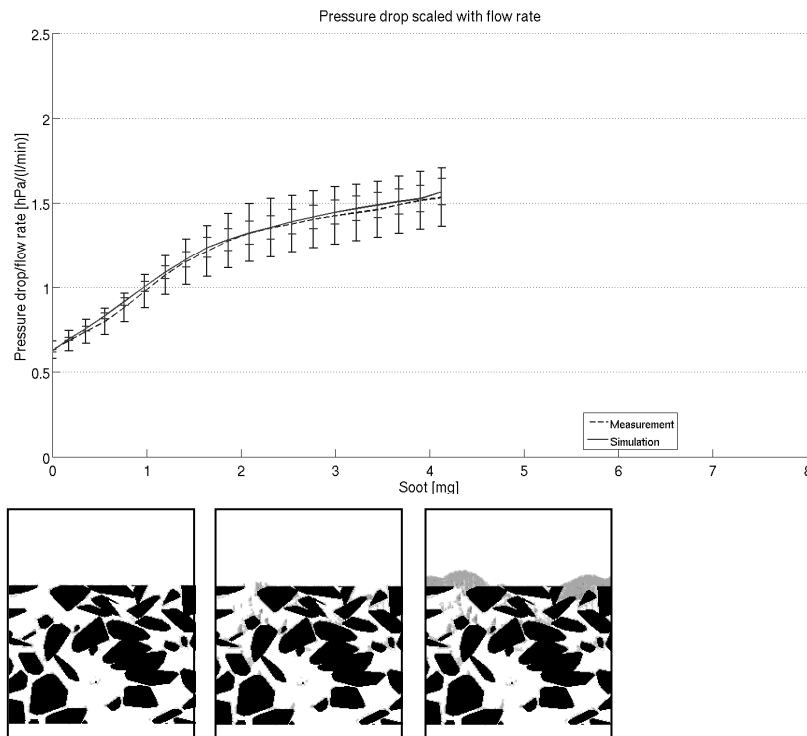 Pressure drop scaled with flow rate
2.5
2
1.5
1
0.5
0
Pressure drop/flow rate [hPa/(l/min)]
0 1 2 3 4 5 6 7 8
Soot [mg]
Measurement
Simulation